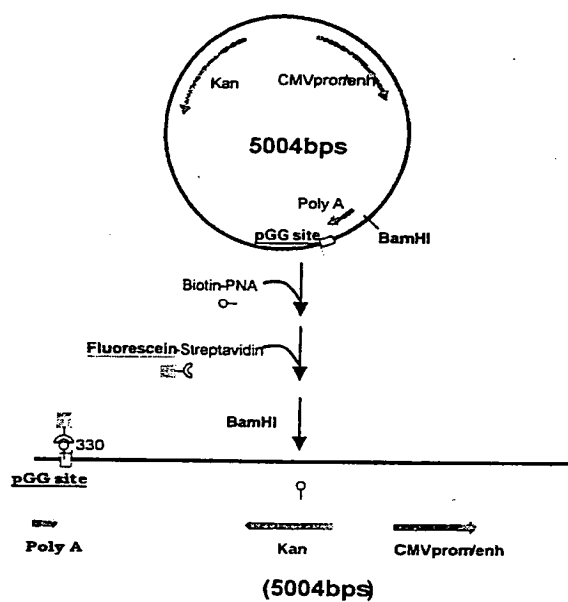 Kan
CMVprom/enh
5004bps
Poly A
pGG site
BamHI
Biotin-PNA
Fluorescein-Streptavidin
BamHI
330
pGG site
Poly A
Kan
CMVprom/enh
(5004bps)